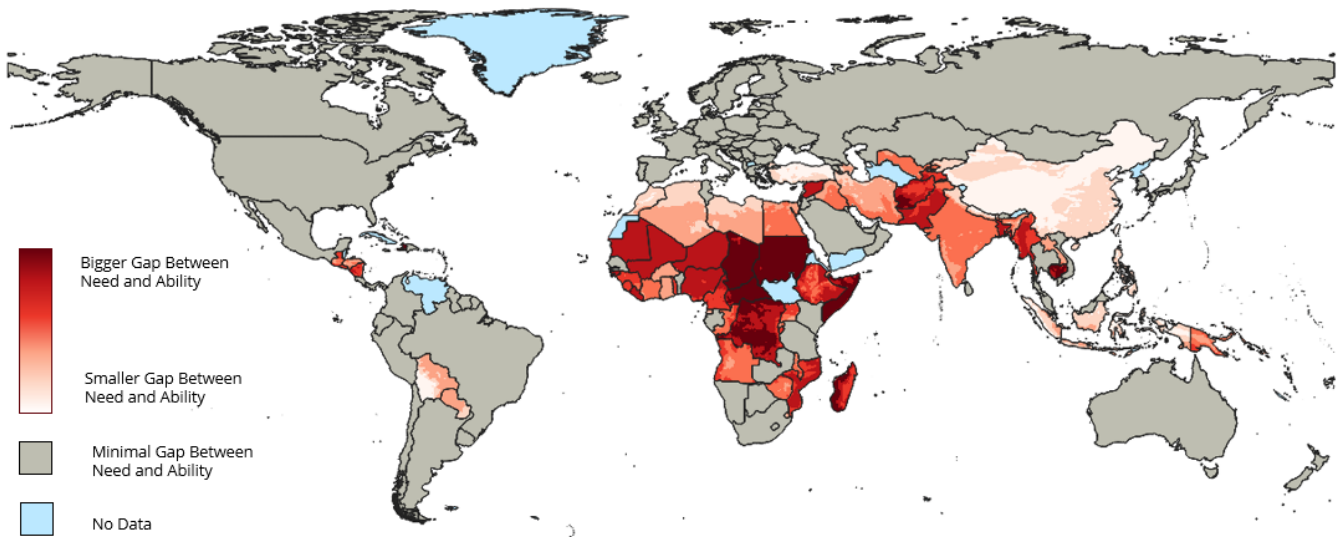 Bigger Gap Between
Need and Ability
Smaller Gap Between
Need and Ability
Minimal Gap Between
Need and Ability
No Data